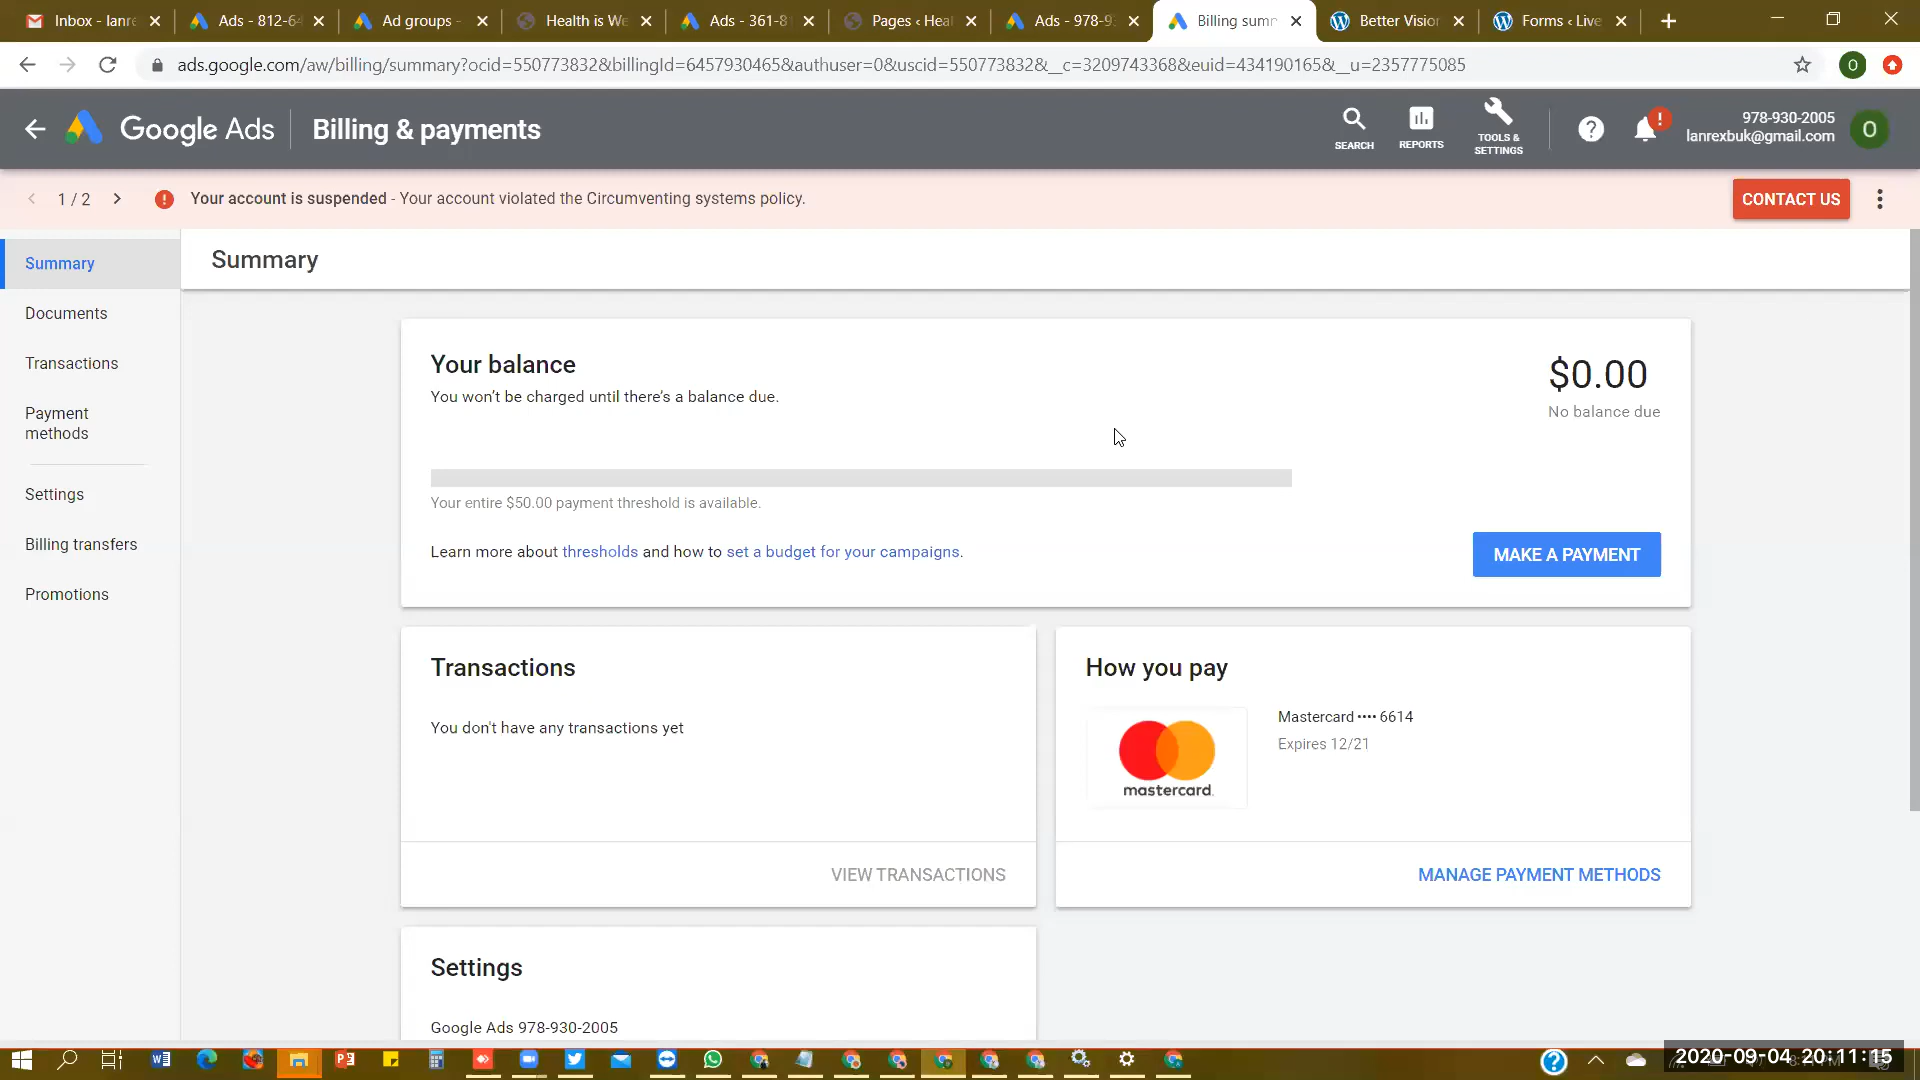 Inbox - lanre
Ads - 812-64
Ad groups -
Health is We
Ads - 361-81
Pages ‹ Heal
Ads - 978-93
Billing summ
Better Vision
Forms ‹ Live
ads.google.com/aw/billing/summary?ocid=550773832&billingId=6457930465&authuser=0&uscid=550773832&__c=3209743368&euid=434190165&__u=2357775085
O
Google Ads
Billing & payments
SEARCH
REPORTS
TOOLS &
SETTINGS
978-930-2005
lanrexbuk@gmail.com
O
1 / 2
Your account is suspended - Your account violated the Circumventing systems policy.
CONTACT US
Summary
Documents
Transactions
Payment
methods
Settings
Billing transfers
Promotions
Summary
Your balance
You won't be charged until there's a balance due.
$0.00
No balance due
Your entire $50.00 payment threshold is available.
Learn more about thresholds and how to set a budget for your campaigns.
MAKE A PAYMENT
Transactions
You don't have any transactions yet
VIEW TRANSACTIONS
How you pay
mastercard.
Mastercard •••• 6614
Expires 12/21
MANAGE PAYMENT METHODS
Settings
Google Ads 978-930-2005
2020-09-04 20:11:15